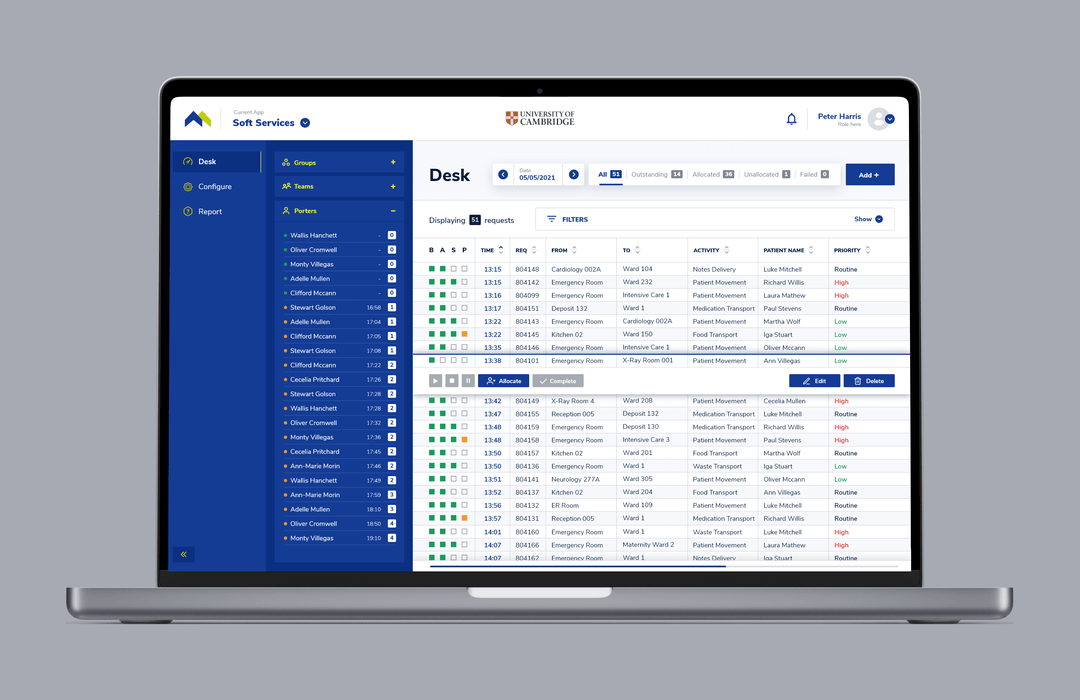 Current App
Soft Services
UNIVERSITY OF
CAMBRIDGE
Peter Harris
Role here
Desk
Configure
Report
Groups +
Teams +
Porters −
Wallis Hanchett - 0
Oliver Cromwell - 0
Monty Villegas - 0
Adelle Mullen - 0
Clifford Mccann - 0
Stewart Golson 16:58 1
Adelle Mullen 17:04 1
Clifford Mccann 17:05 1
Stewart Golson 17:08 1
Clifford Mccann 17:22 2
Cecelia Pritchard 17:26 2
Stewart Golson 17:28 2
Wallis Hanchett 17:28 2
Oliver Cromwell 17:32 2
Monty Villegas 17:36 2
Cecelia Pritchard 17:45 2
Ann-Marie Morin 17:46 2
Wallis Hanchett 17:49 2
Ann-Marie Morin 17:59 3
Adelle Mullen 18:10 3
Oliver Cromwell 18:50 4
Monty Villegas 19:10 4
Desk
Date
05/05/2021
All 51 Outstanding 14 Allocated 36 Unallocated 1 Failed 0
Add +
Displaying 51 requests
FILTERS
Show
B A S P TIME REQ FROM TO ACTIVITY PATIENT NAME PRIORITY
13:15 804148 Cardiology 002A Ward 104 Notes Delivery Luke Mitchell Routine
13:15 804142 Emergency Room Ward 232 Patient Movement Richard Willis High
13:16 804099 Emergency Room Intensive Care 1 Patient Movement Laura Mathew High
13:17 804151 Deposit 132 Ward 1 Medication Transport Paul Stevens Routine
13:22 804143 Emergency Room Cardiology 002A Patient Movement Martha Wolf Low
13:22 804145 Kitchen 02 Ward 150 Food Transport Iga Stuart Low
13:35 804146 Emergency Room Intensive Care 1 Patient Movement Oliver Mccann Low
13:38 804101 Emergency Room X-Ray Room 001 Patient Movement Ann Villegas Low
Allocate
Complete
Edit
Delete
13:42 804149 X-Ray Room 4 Ward 208 Patient Movement Cecelia Mullen High
13:47 804155 Reception 005 Deposit 132 Medication Transport Luke Mitchell Routine
13:48 804159 Emergency Room Deposit 130 Medication Transport Richard Willis High
13:48 804158 Emergency Room Intensive Care 3 Patient Movement Paul Stevens High
13:50 804157 Kitchen 02 Ward 201 Food Transport Martha Wolf Routine
13:50 804136 Emergency Room Ward 1 Waste Transport Iga Stuart Low
13:51 804141 Neurology 277A Ward 305 Patient Movement Oliver Mccann Low
13:52 804137 Kitchen 02 Ward 204 Food Transport Ann Villegas Routine
13:56 804132 ER Room Ward 109 Patient Movement Luke Mitchell Routine
13:57 804131 Reception 005 Ward 1 Medication Transport Richard Willis Routine
14:01 804160 Emergency Room Ward 1 Waste Transport Luke Mitchell High
14:07 804166 Emergency Room Maternity Ward 2 Patient Movement Laura Mathew High
14:07 804162 Emergency Room Ward 1 Notes Delivery Iga Stuart Routine